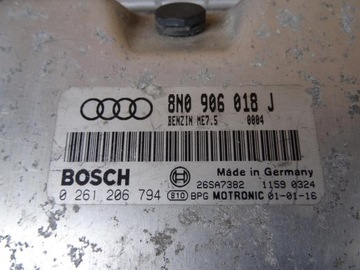 8N0 906 018 J
BENZIN ME7.5 0004
BOSCH
Made in Germany
26SA7382 1159 0324
0 261 206 794 810 BPG MOTRONIC 01-01-16